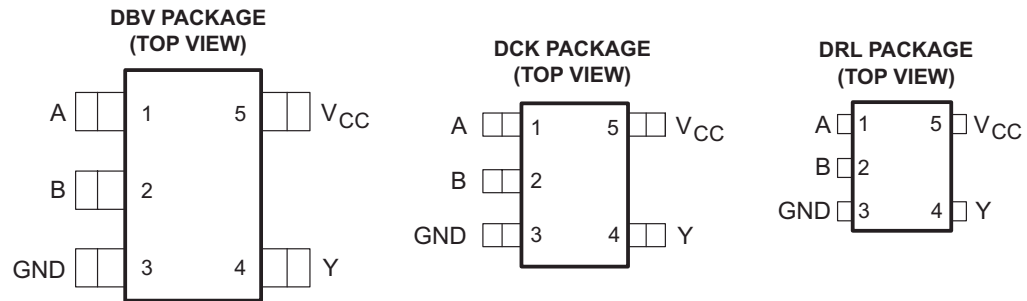 DBV PACKAGE
(TOP VIEW)
A 1 5 VCC
B 2
GND 3 4 Y
DCK PACKAGE
(TOP VIEW)
A 1 5 VCC
B 2
GND 3 4 Y
DRL PACKAGE
(TOP VIEW)
A 1 5 VCC
B 2
GND 3 4 Y